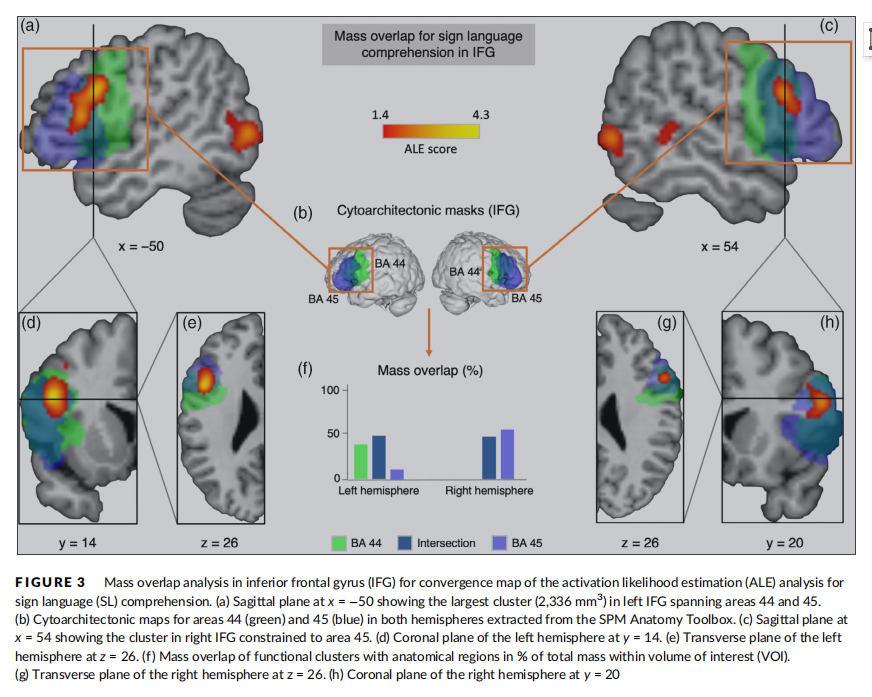 (a)
Mass overlap for sign language
comprehension in IFG
(c)
1.4
4.3
ALE score
(b)
Cytoarchitectonic masks (IFG)
x = –50
x = 54
BA 44
BA 44
BA 45
BA 45
(d)
(e)
(g)
(h)
(f)
Mass overlap (%)
100
50
0
Left hemisphere
Right hemisphere
y = 14
z = 26
BA 44
Intersection
BA 45
z = 26
y = 20
FIGURE 3 Mass overlap analysis in inferior frontal gyrus (IFG) for convergence map of the activation likelihood estimation (ALE) analysis for
sign language (SL) comprehension. (a) Sagittal plane at x = −50 showing the largest cluster (2,336 mm³) in left IFG spanning areas 44 and 45.
(b) Cytoarchitectonic maps for areas 44 (green) and 45 (blue) in both hemispheres extracted from the SPM Anatomy Toolbox. (c) Sagittal plane at
x = 54 showing the cluster in right IFG constrained to area 45. (d) Coronal plane of the left hemisphere at y = 14. (e) Transverse plane of the left
hemisphere at z = 26. (f) Mass overlap of functional clusters with anatomical regions in % of total mass within volume of interest (VOI).
(g) Transverse plane of the right hemisphere at z = 26. (h) Coronal plane of the right hemisphere at y = 20